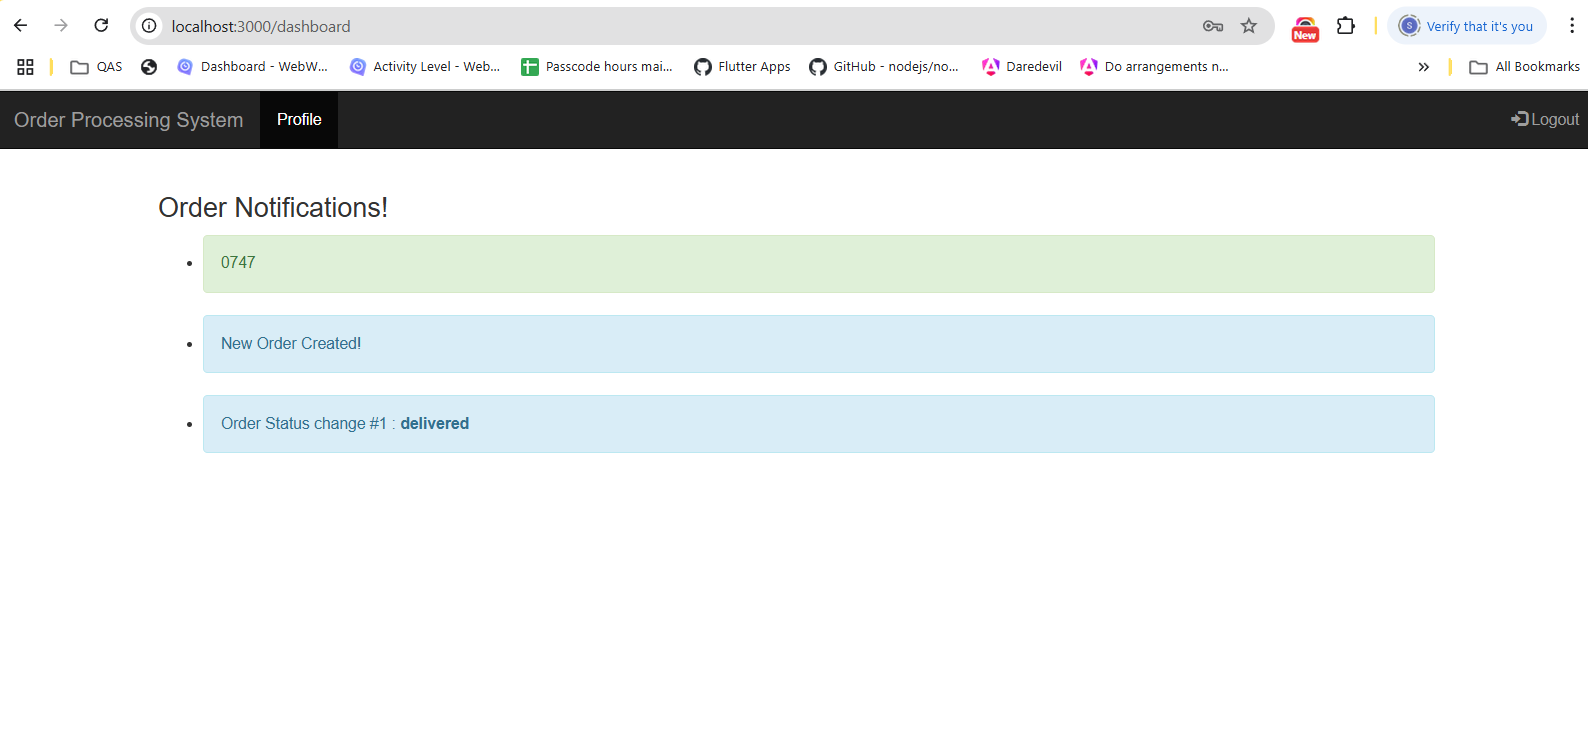 localhost:3000/dashboard
New
S
Verify that it's you
QAS
Dashboard - WebW...
Activity Level - Web...
Passcode hours mai...
Flutter Apps
GitHub - nodejs/no...
Daredevil
Do arrangements n...
»
All Bookmarks
Order Processing System
Profile
Logout
Order Notifications!
0747
New Order Created!
Order Status change #1 : delivered